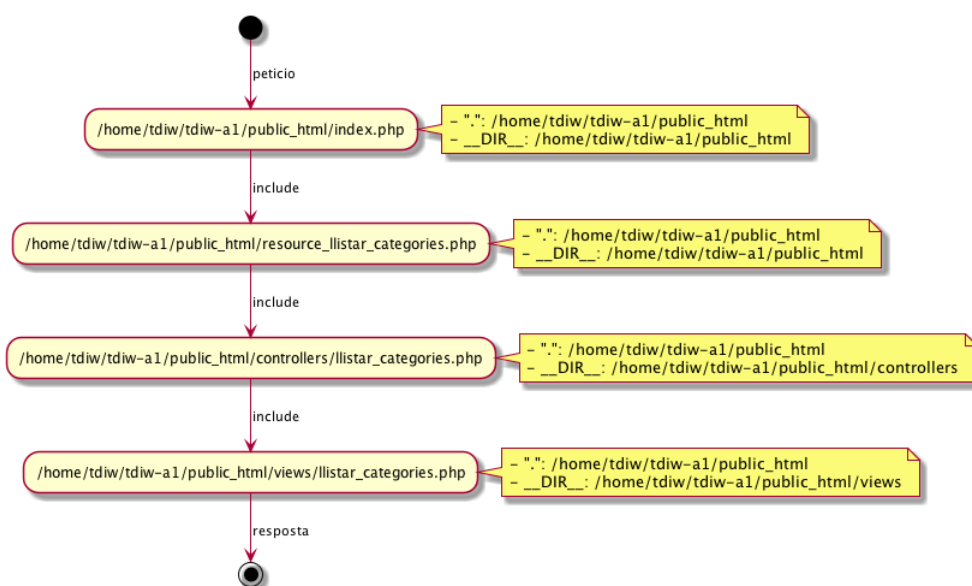 peticio
/home/tdiw/tdiw-a1/public_html/index.php
- ".": /home/tdiw/tdiw-a1/public_html
- __DIR__: /home/tdiw/tdiw-a1/public_html
include
/home/tdiw/tdiw-a1/public_html/resource_llistar_categories.php
- ".": /home/tdiw/tdiw-a1/public_html
- __DIR__: /home/tdiw/tdiw-a1/public_html
include
/home/tdiw/tdiw-a1/public_html/controllers/llistar_categories.php
- ".": /home/tdiw/tdiw-a1/public_html
- __DIR__: /home/tdiw/tdiw-a1/public_html/controllers
include
/home/tdiw/tdiw-a1/public_html/views/llistar_categories.php
- ".": /home/tdiw/tdiw-a1/public_html
- __DIR__: /home/tdiw/tdiw-a1/public_html/views
resposta